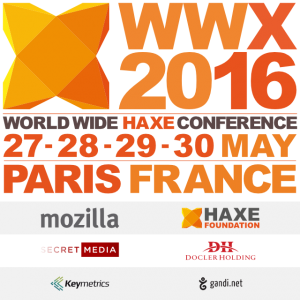 WWX
2016
WORLD WIDE HAXE CONFERENCE
27-28-29-30 MAY
PARIS FRANCE
mozilla
HAXE
FOUNDATION
SECRET MEDIA
DH
DOCLER HOLDING
Keymetrics
gandi.net